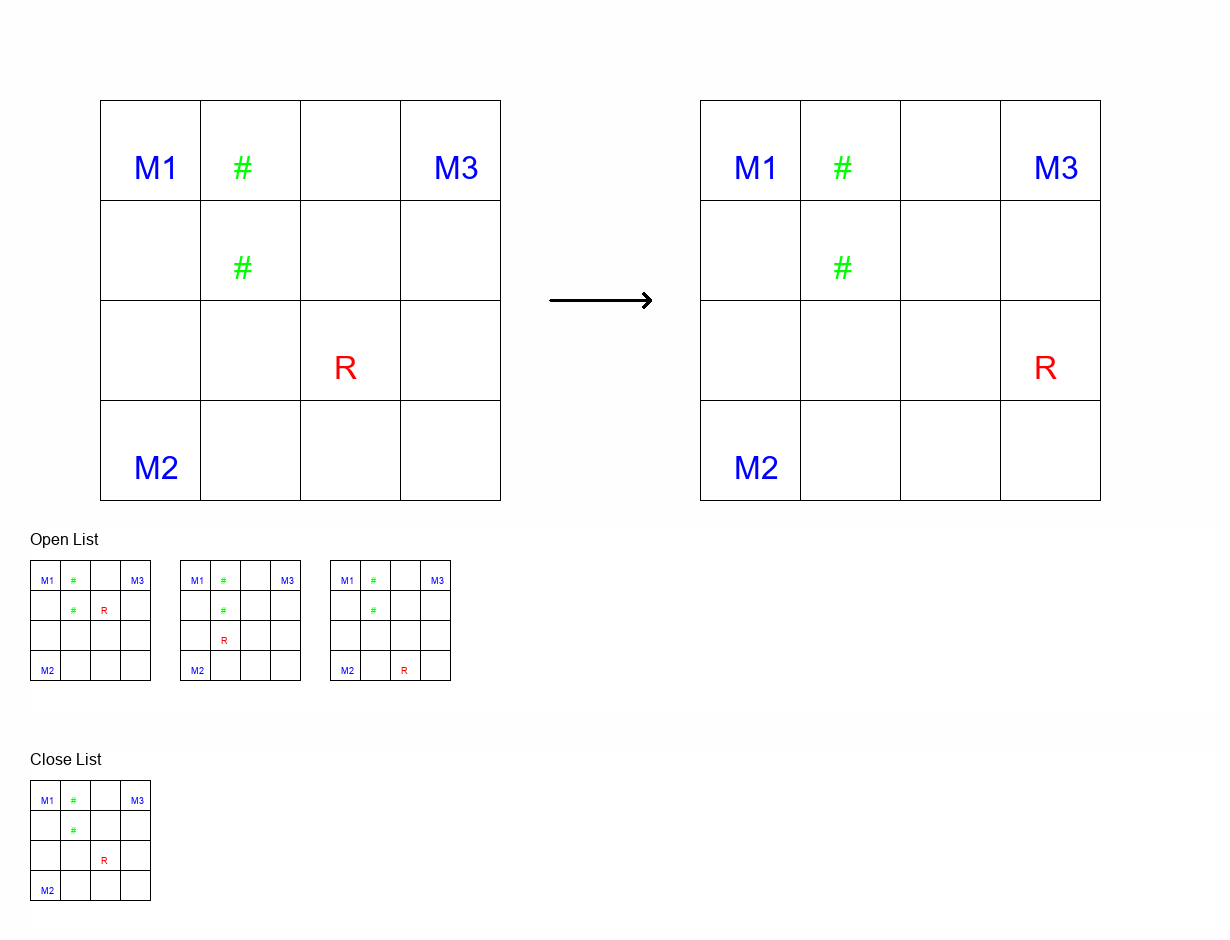 M1 # M3 M1 # M3
# #
R R
M2 M2
Open List
M1 # M3 M1 # M3 M1 # M3
# R # #
R
M2 M2 M2 R
Close List
M1 # M3
#
R
M2